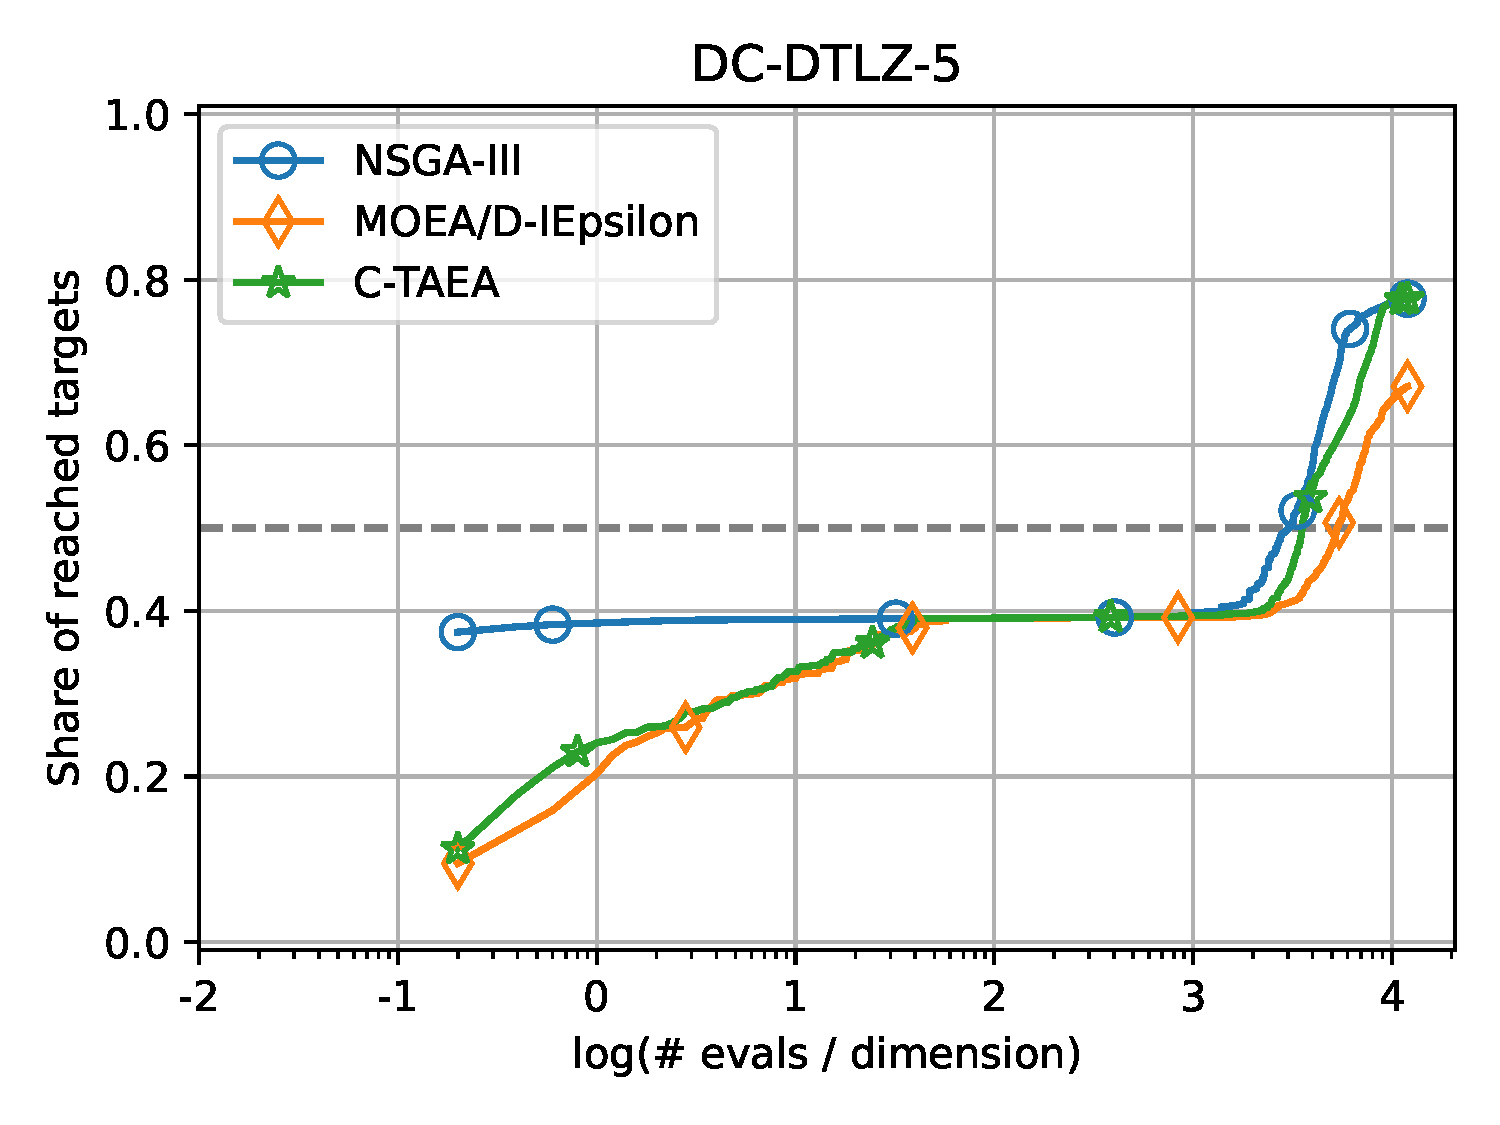 DC-DTLZ-5
1.0
0.8
0.6
0.4
0.2
0.0
Share of reached targets
NSGA-III
MOEA/D-IEpsilon
C-TAEA
-2 -1 0 1 2 3 4
log(# evals / dimension)